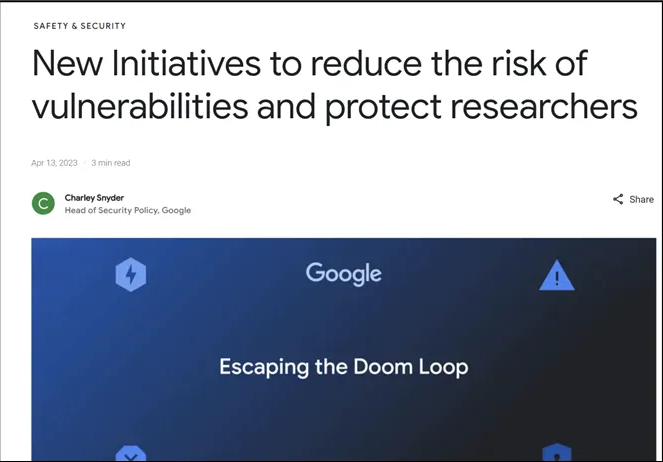 SAFETY & SECURITY
New Initiatives to reduce the risk of
vulnerabilities and protect researchers
Apr 13, 2023 · 3 min read
C
Charley Snyder
Head of Security Policy, Google
Share
Google
Escaping the Doom Loop